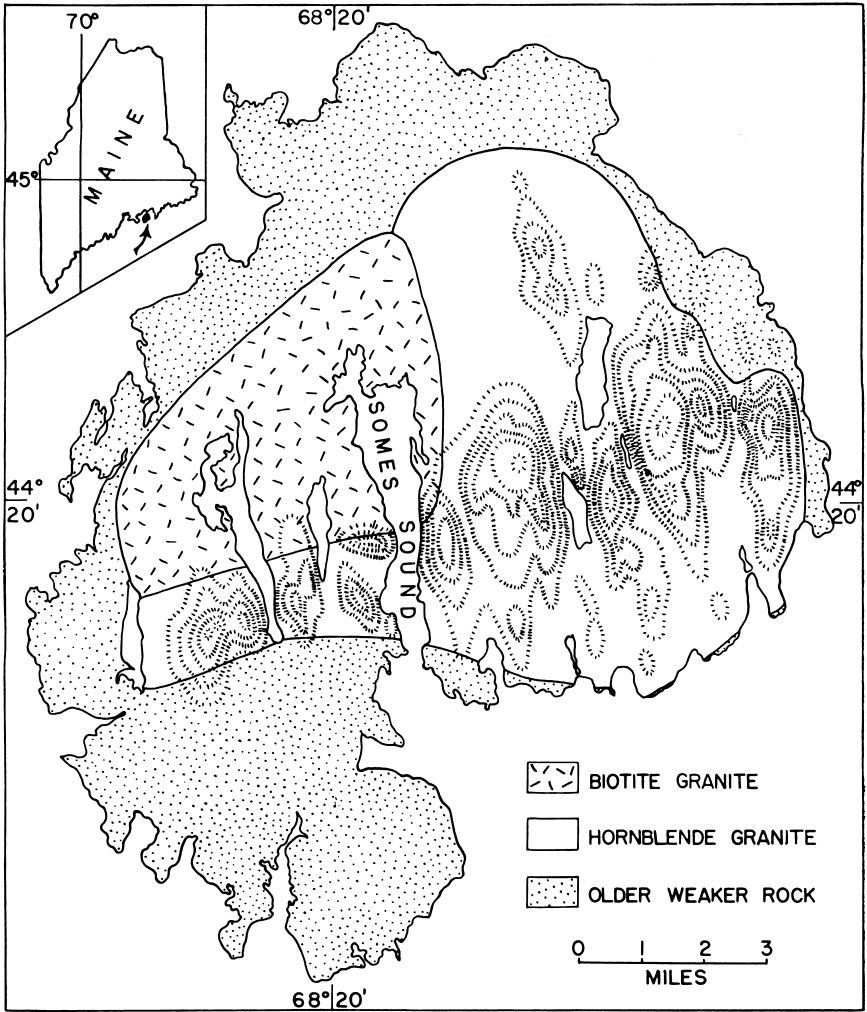 70°
68°20'
MAINE
45°
SOMES SOUND
44°
20'
44°
20'
BIOTITE GRANITE
HORNBLENDE GRANITE
OLDER WEAKER ROCK
0 1 2 3
MILES
68°20'